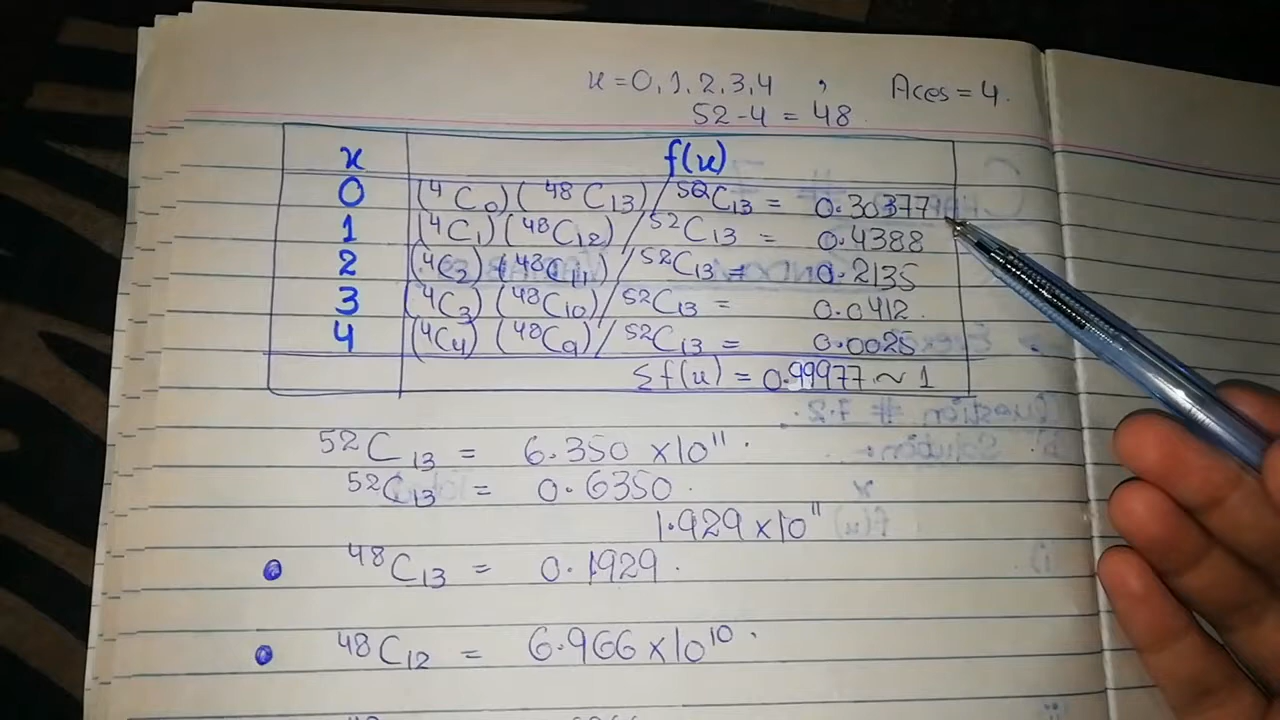 x = 0, 1, 2, 3, 4 , Aces = 4.
52 - 4 = 48
x f(x)
0 (⁴C₀)(⁴⁸C₁₃)/⁵²C₁₃ = 0.30377
1 (⁴C₁)(⁴⁸C₁₂)/⁵²C₁₃ = 0.4388
2 (⁴C₂)(⁴⁸C₁₁)/⁵²C₁₃ = 0.2135
3 (⁴C₃)(⁴⁸C₁₀)/⁵²C₁₃ = 0.0412.
4 (⁴C₄)(⁴⁸C₉)/⁵²C₁₃ = 0.0025
Σf(x) = 0.99977 ~ 1
⁵²C₁₃ = 6.350 x 10¹¹.
⁵²C₁₃ = 0.6350.
1.929 x 10¹¹
• ⁴⁸C₁₃ = 0.1929.
• ⁴⁸C₁₂ = 6.966 x 10¹⁰.